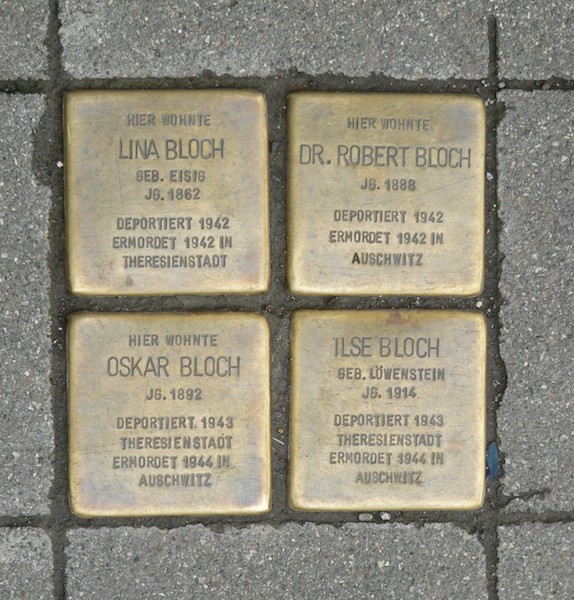 HIER WOHNTE
LINA BLOCH
GEB. EISIG
JG. 1862
DEPORTIERT 1942
ERMORDET 1942 IN
THERESIENSTADT
HIER WOHNTE
DR. ROBERT BLOCH
JG. 1888
DEPORTIERT 1942
ERMORDET 1942 IN
AUSCHWITZ
HIER WOHNTE
OSKAR BLOCH
JG. 1892
DEPORTIERT 1943
THERESIENSTADT
ERMORDET 1944 IN
AUSCHWITZ
ILSE BLOCH
GEB. LÖWENSTEIN
JG. 1914
DEPORTIERT 1943
THERESIENSTADT
ERMORDET 1944 IN
AUSCHWITZ